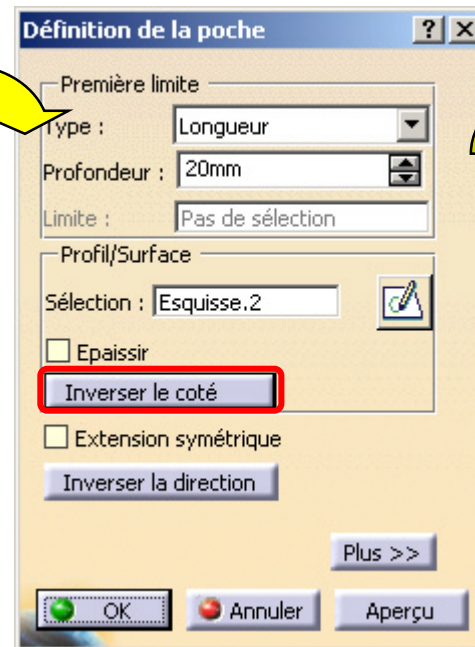 Définition de la poche
Première limite
Type : Longueur
Profondeur : 20mm
Limite : Pas de sélection
Profil/Surface
Sélection : Esquisse.2
Epaissir
Inverser le coté
Extension symétrique
Inverser la direction
Plus >>
OK Annuler Aperçu